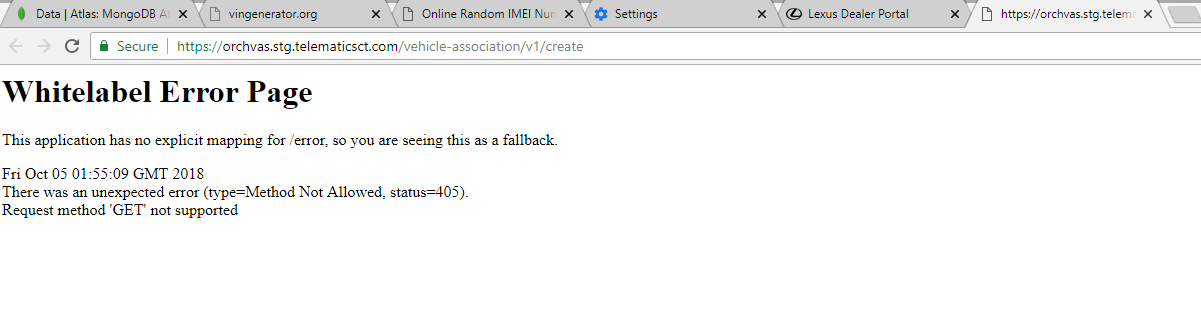 Data | Atlas: MongoDB At
vingenerator.org
Online Random IMEI Num
Settings
Lexus Dealer Portal
https://orchvas.stg.telema
Secure | https://orchvas.stg.telematicsct.com/vehicle-association/v1/create
Whitelabel Error Page
This application has no explicit mapping for /error, so you are seeing this as a fallback.
Fri Oct 05 01:55:09 GMT 2018
There was an unexpected error (type=Method Not Allowed, status=405).
Request method 'GET' not supported